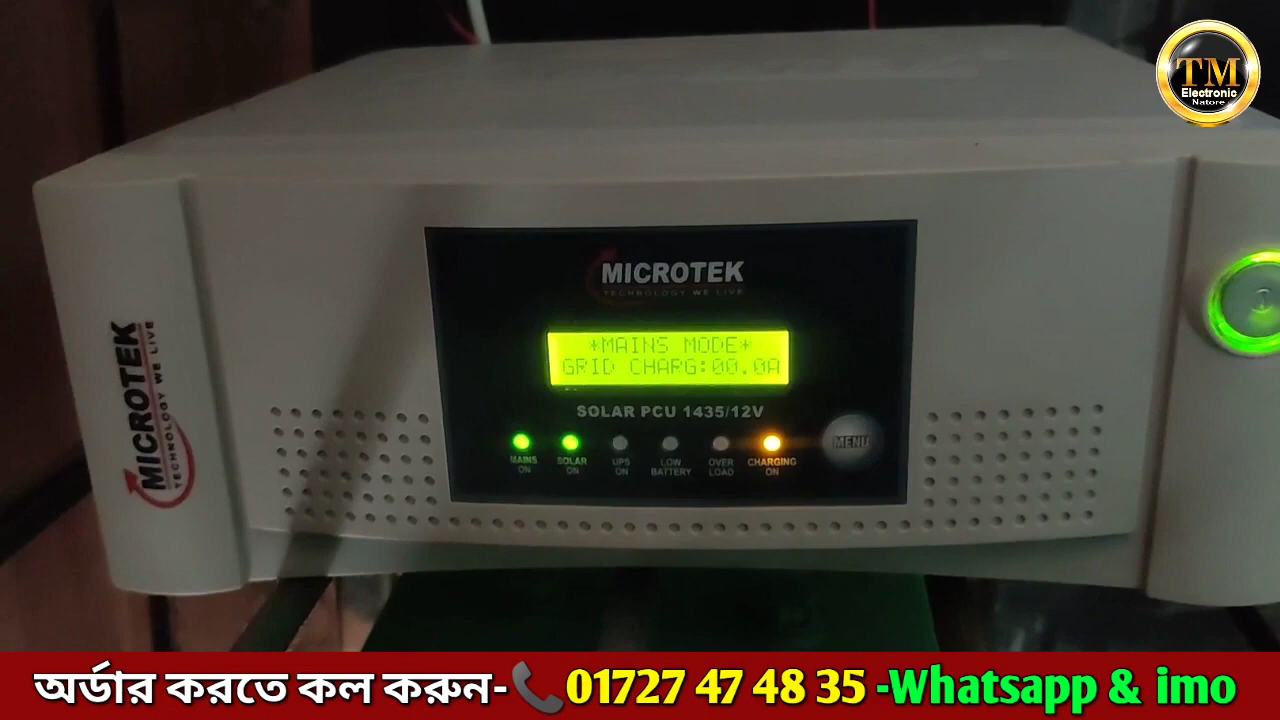 TM
Electronic
Natore
MICROTEK
TECHNOLOGY WE LIVE
*MAINS MODE*
GRID CHARG:00.0A
SOLAR PCU 1435/12V
MAINS ON
SOLAR ON
UPS ON
LOW BATTERY
OVER LOAD
CHARGING ON
MENU
MICROTEK
TECHNOLOGY WE LIVE
অর্ডার করতে কল করুন-📞01727 47 48 35 -Whatsapp & imo